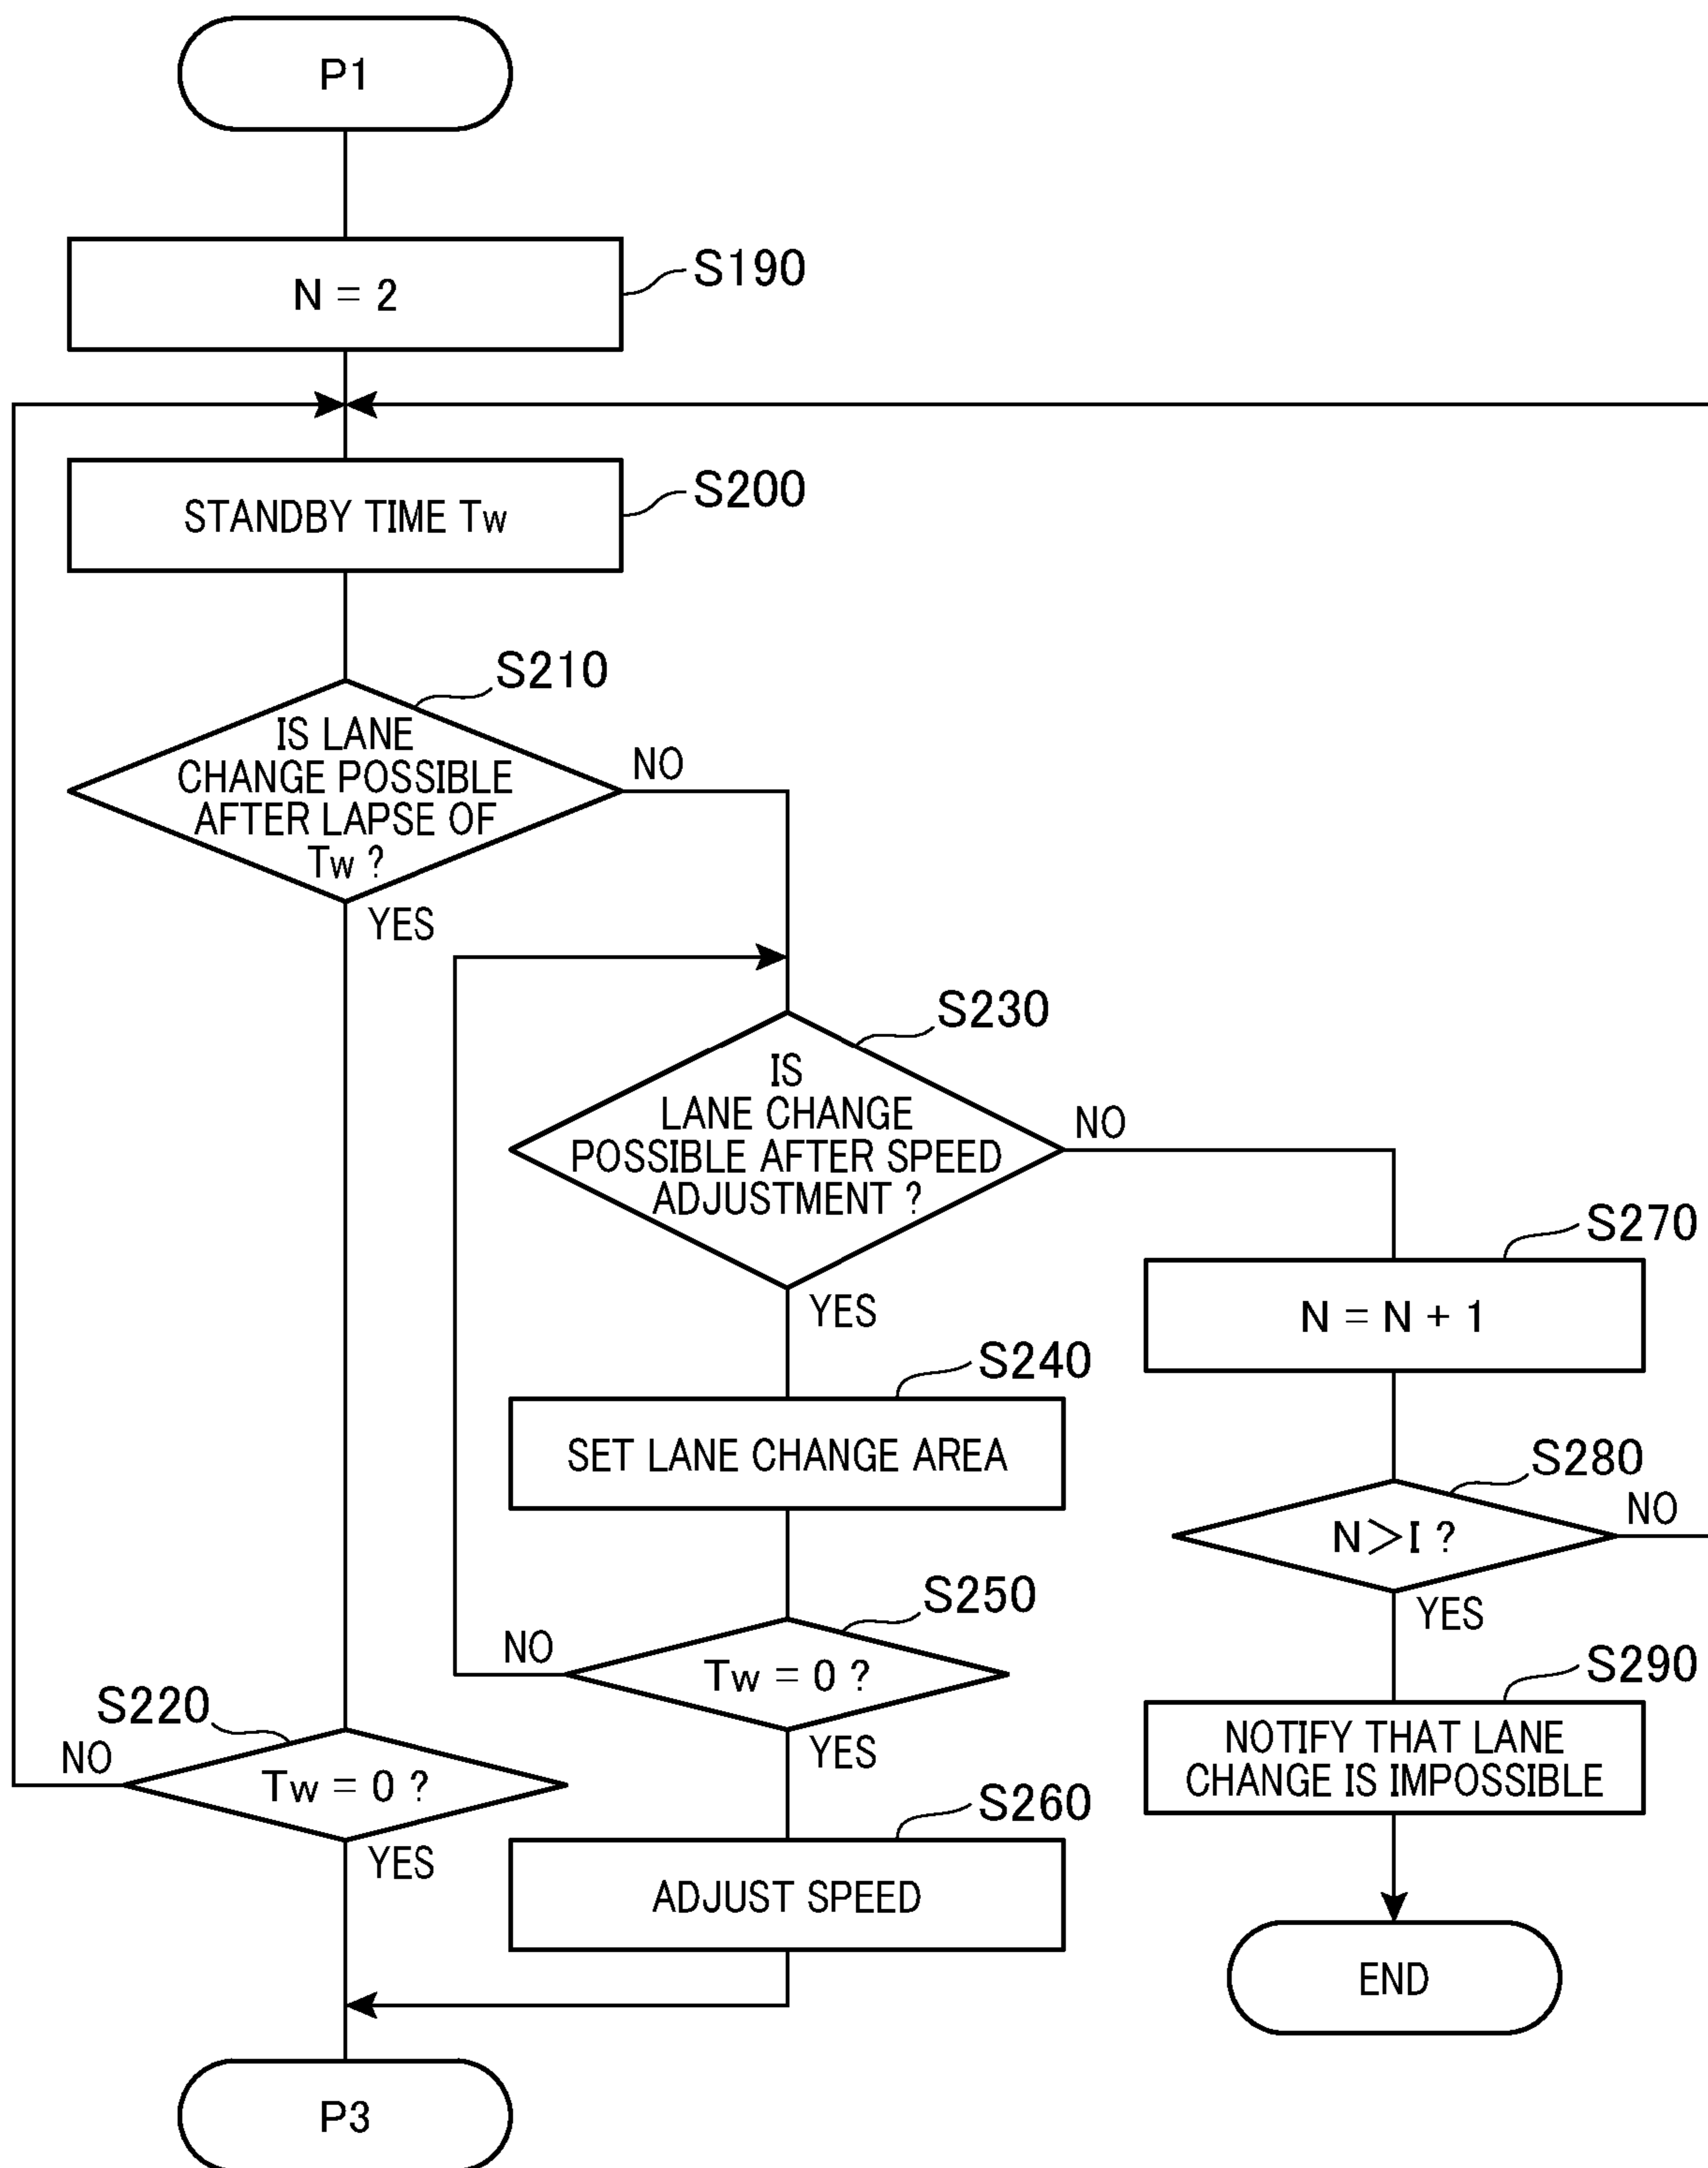 P1
N = 2
S190
STANDBY TIME Tw
S200
S210
IS LANE
CHANGE POSSIBLE
AFTER LAPSE OF
Tw ?
NO
YES
S230
IS
LANE CHANGE
POSSIBLE AFTER SPEED
ADJUSTMENT ?
NO
YES
S270
N = N + 1
S240
SET LANE CHANGE AREA
S280
N>I ?
NO
YES
S250
Tw = 0 ?
NO
YES
S290
NOTIFY THAT LANE
CHANGE IS IMPOSSIBLE
S220
Tw = 0 ?
NO
YES
S260
ADJUST SPEED
END
P3